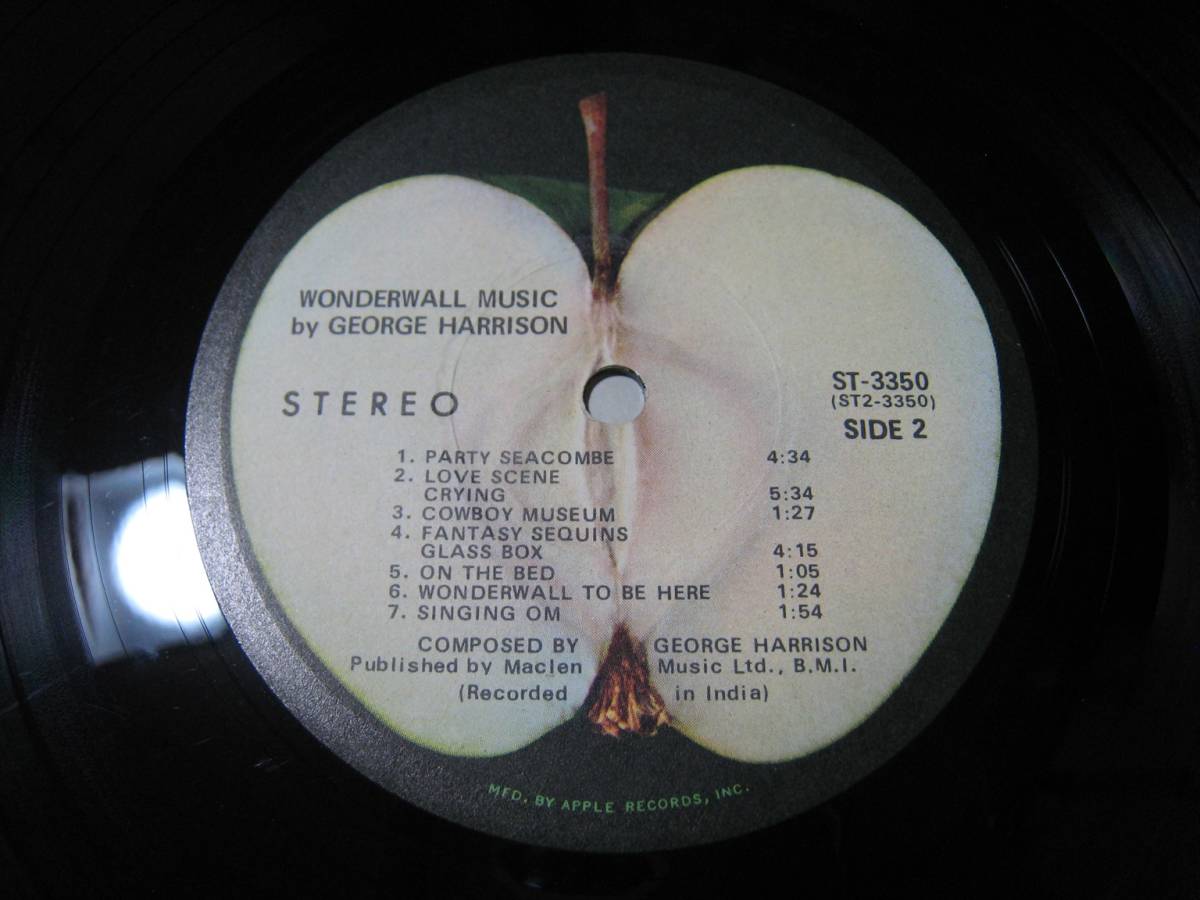 WONDERWALL MUSIC
by GEORGE HARRISON
STEREO
ST-3350
(ST2-3350)
SIDE 2
1. PARTY SEACOMBE 4:34
2. LOVE SCENE
CRYING 5:34
3. COWBOY MUSEUM 1:27
4. FANTASY SEQUINS
GLASS BOX 4:15
5. ON THE BED 1:05
6. WONDERWALL TO BE HERE 1:24
7. SINGING OM 1:54
COMPOSED BY GEORGE HARRISON
Published by Maclen Music Ltd., B.M.I.
(Recorded in India)
MFD. BY APPLE RECORDS, INC.